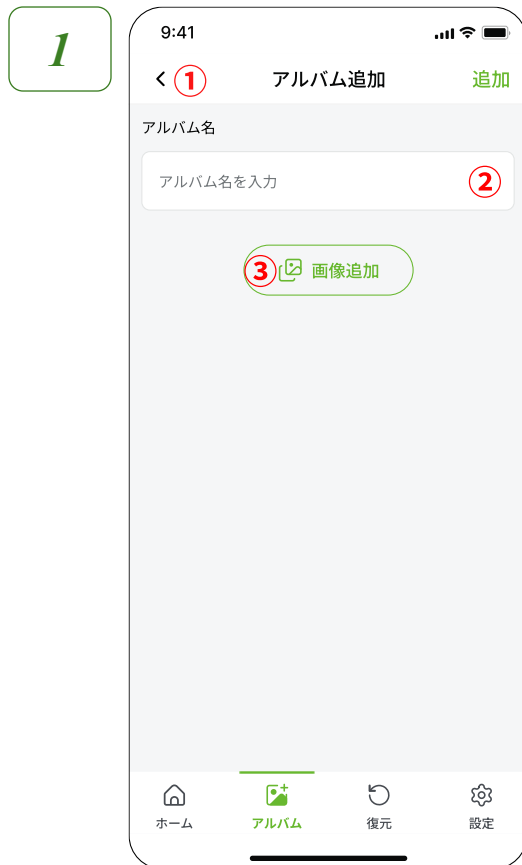 1
9:41
① アルバム追加 追加
アルバム名
アルバム名を入力 ②
③ 画像追加
ホーム アルバム 復元 設定